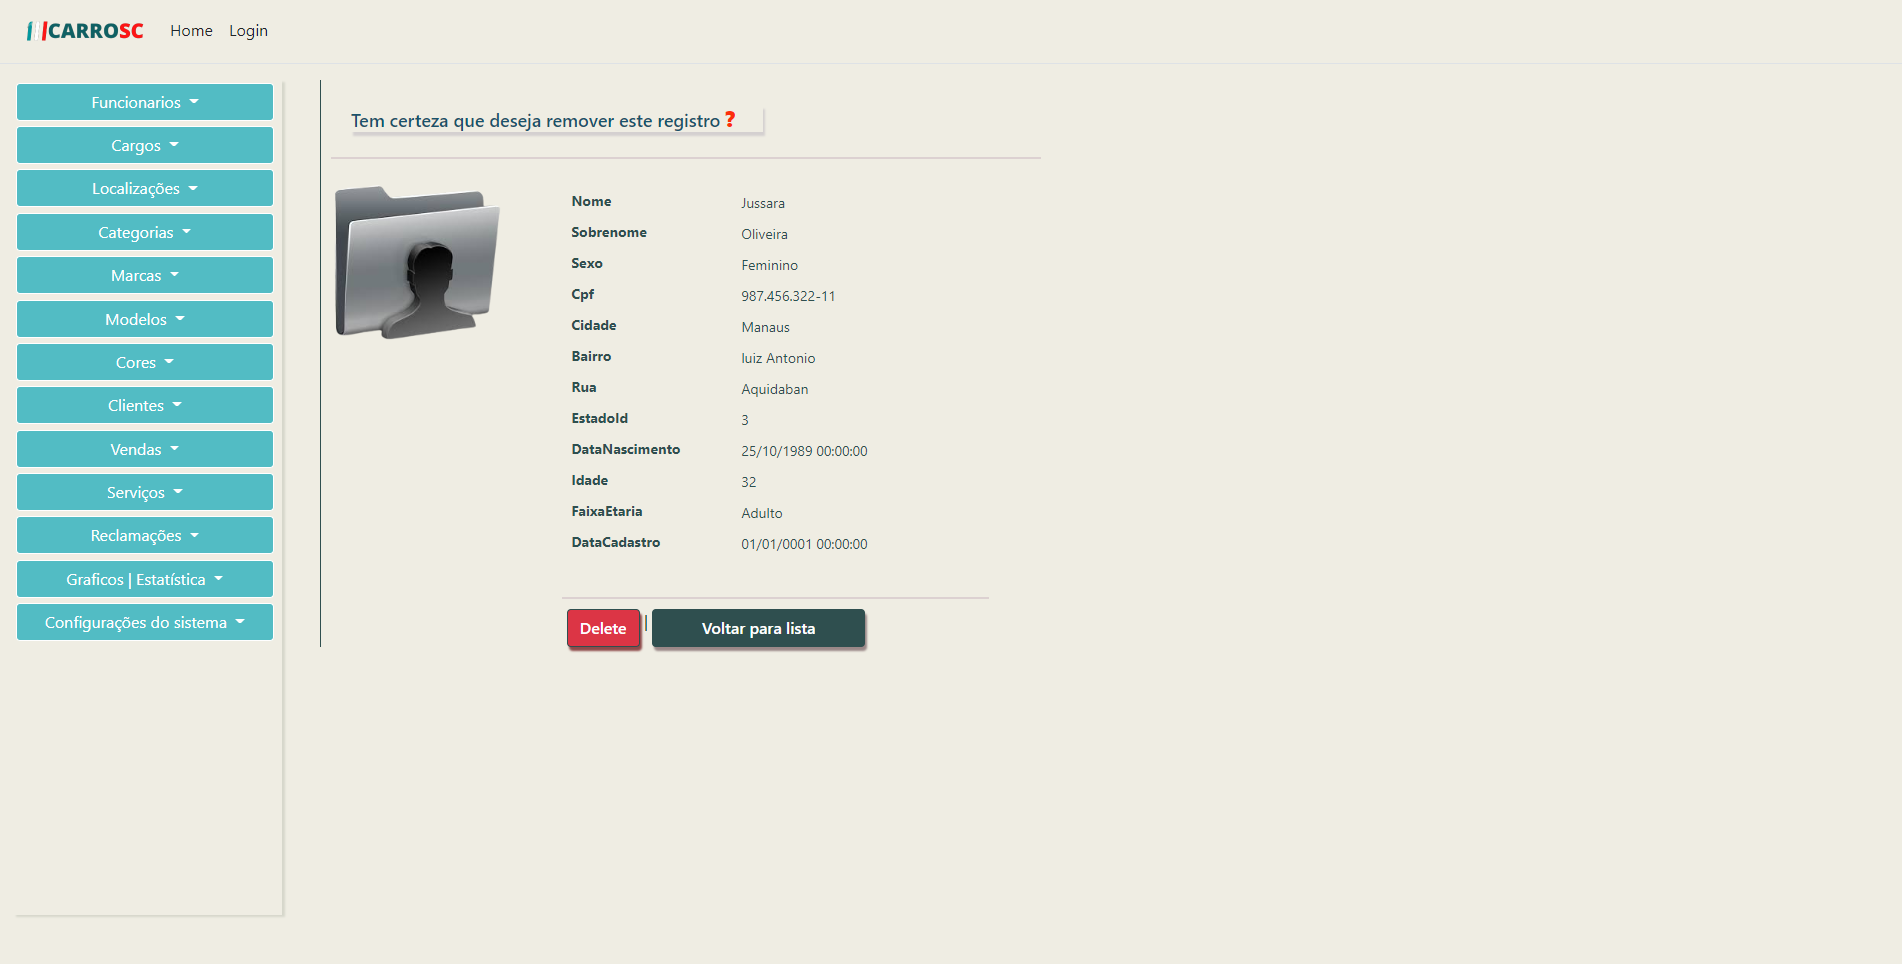 CARROSC Home Login
Funcionarios
Cargos
Localizações
Categorias
Marcas
Modelos
Cores
Clientes
Vendas
Serviços
Reclamações
Graficos | Estatística
Configurações do sistema
Tem certeza que deseja remover este registro ❓
Nome Jussara
Sobrenome Oliveira
Sexo Feminino
Cpf 987.456.322-11
Cidade Manaus
Bairro luiz Antonio
Rua Aquidaban
EstadoId 3
DataNascimento 25/10/1989 00:00:00
Idade 32
FaixaEtaria Adulto
DataCadastro 01/01/0001 00:00:00
Delete | Voltar para lista